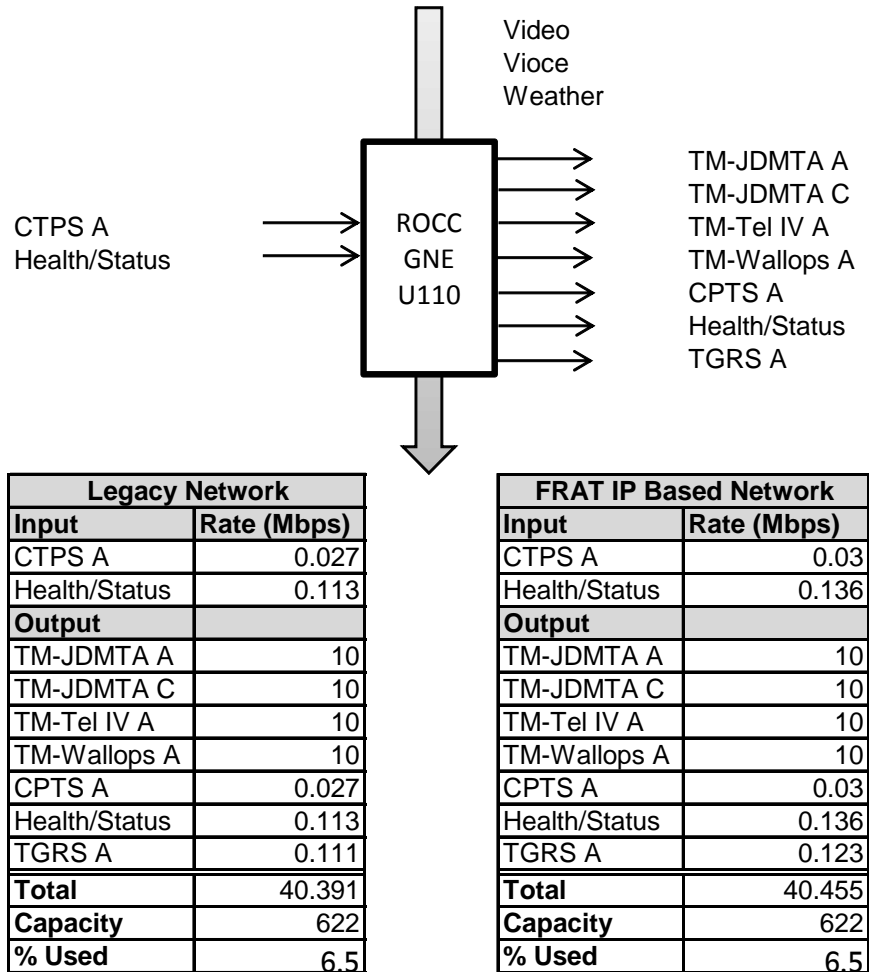 Video
Vioce
Weather
CTPS A
Health/Status
ROCC
GNE
U110
TM-JDMTA A
TM-JDMTA C
TM-Tel IV A
TM-Wallops A
CPTS A
Health/Status
TGRS A
Legacy Network
Input Rate (Mbps)
CTPS A 0.027
Health/Status 0.113
Output
TM-JDMTA A 10
TM-JDMTA C 10
TM-Tel IV A 10
TM-Wallops A 10
CPTS A 0.027
Health/Status 0.113
TGRS A 0.111
Total 40.391
Capacity 622
% Used 6.5
FRAT IP Based Network
Input Rate (Mbps)
CTPS A 0.03
Health/Status 0.136
Output
TM-JDMTA A 10
TM-JDMTA C 10
TM-Tel IV A 10
TM-Wallops A 10
CPTS A 0.03
Health/Status 0.136
TGRS A 0.123
Total 40.455
Capacity 622
% Used 6.5